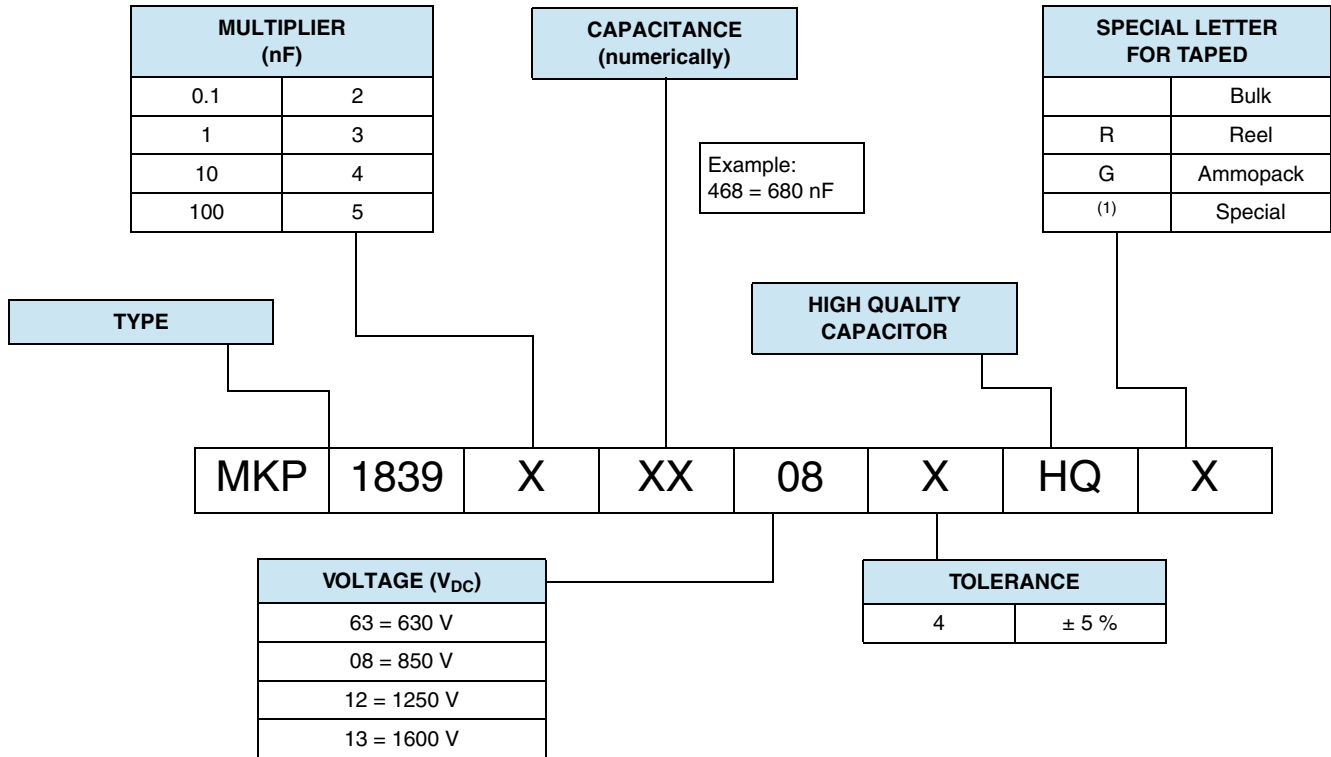 MULTIPLIER
(nF)
0.1 2
1 3
10 4
100 5
CAPACITANCE
(numerically)
Example:
468 = 680 nF
SPECIAL LETTER
FOR TAPED
Bulk
R Reel
G Ammopack
(1) Special
TYPE
HIGH QUALITY
CAPACITOR
MKP 1839 X XX 08 X HQ X
VOLTAGE (VDC)
63 = 630 V
08 = 850 V
12 = 1250 V
13 = 1600 V
TOLERANCE
4 ± 5 %